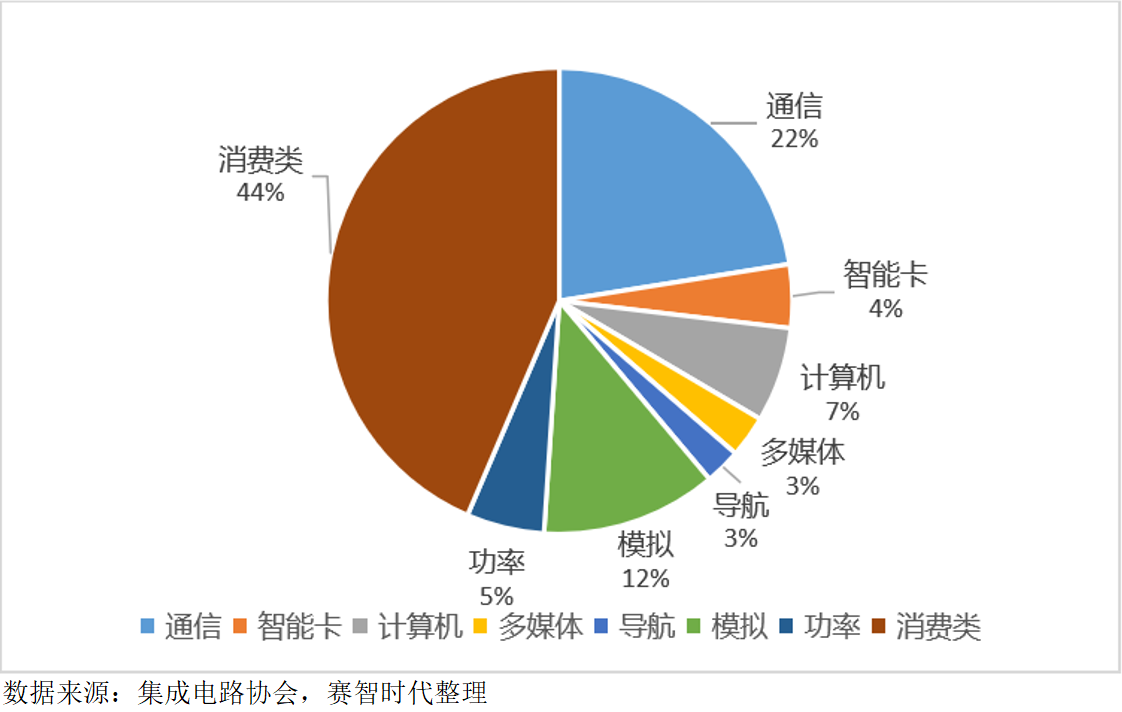 通信
22%
消费类
44%
智能卡
4%
计算机
7%
多媒体
3%
导航
3%
模拟
12%
功率
5%
通信 智能卡 计算机 多媒体 导航 模拟 功率 消费类
数据来源：集成电路协会，赛智时代整理